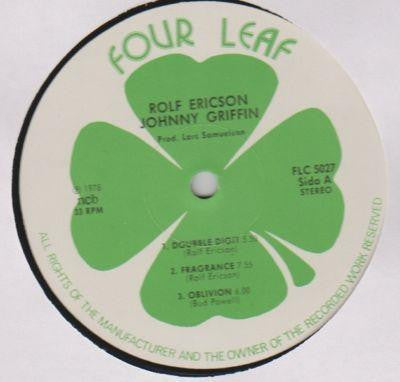 FOUR LEAF
ROLF ERICSON
JOHNNY GRIFFIN
Prod. Lars Samuelson
℗ 1978
ncb
33 RPM
FLC 5027
Side A
STEREO
1. DOUBBLE DIGIT 5.50
(Rolf Ericson)
2. FRAGRANCE 7.55
(Rolf Ericson)
3. OBLIVION 6.00
(Bud Powell)
ALL RIGHTS OF THE MANUFACTURER AND THE OWNER OF THE RECORDED WORK RESERVED